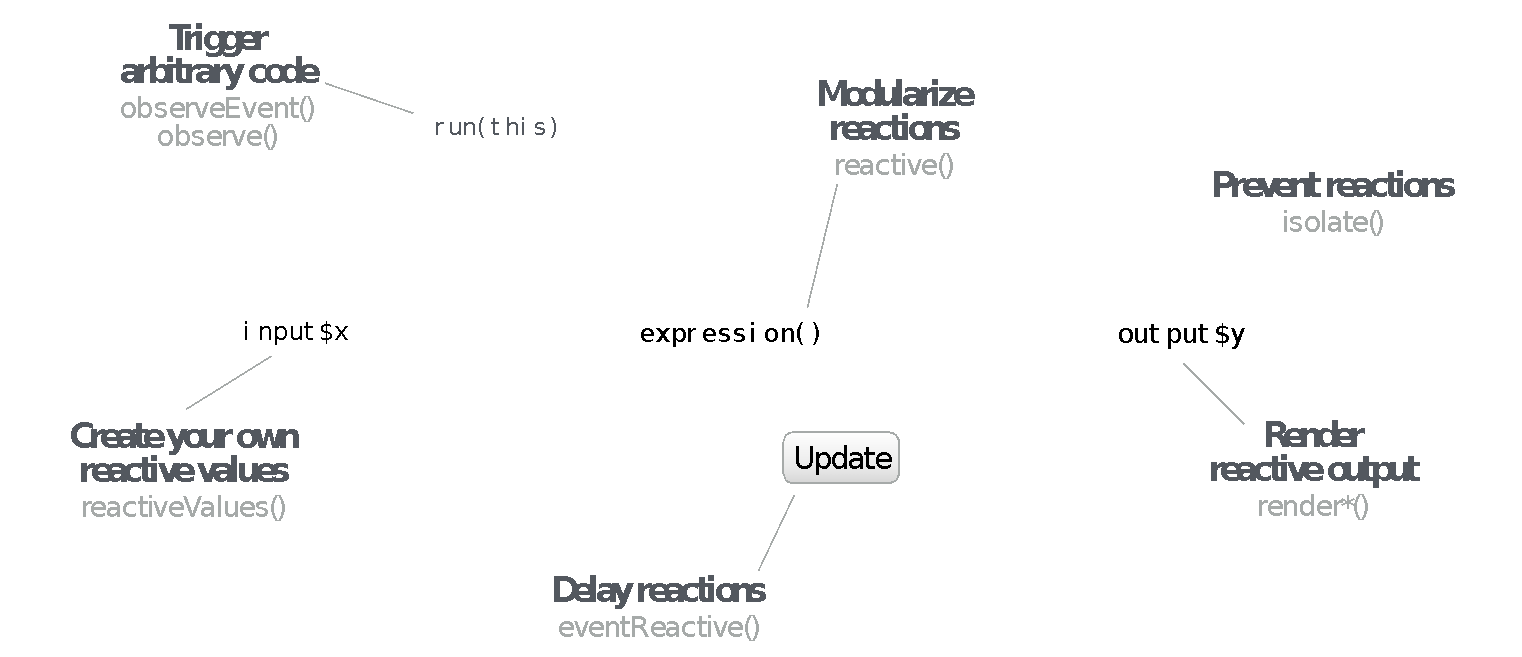 Trigger
arbitrary code
observeEvent()
observe()
run(this)
Modularize
reactions
reactive()
Prevent reactions
isolate()
input$x
expression()
output$y
Create your own
reactive values
reactiveValues()
Update
Render
reactive output
render*()
Delay reactions
eventReactive()